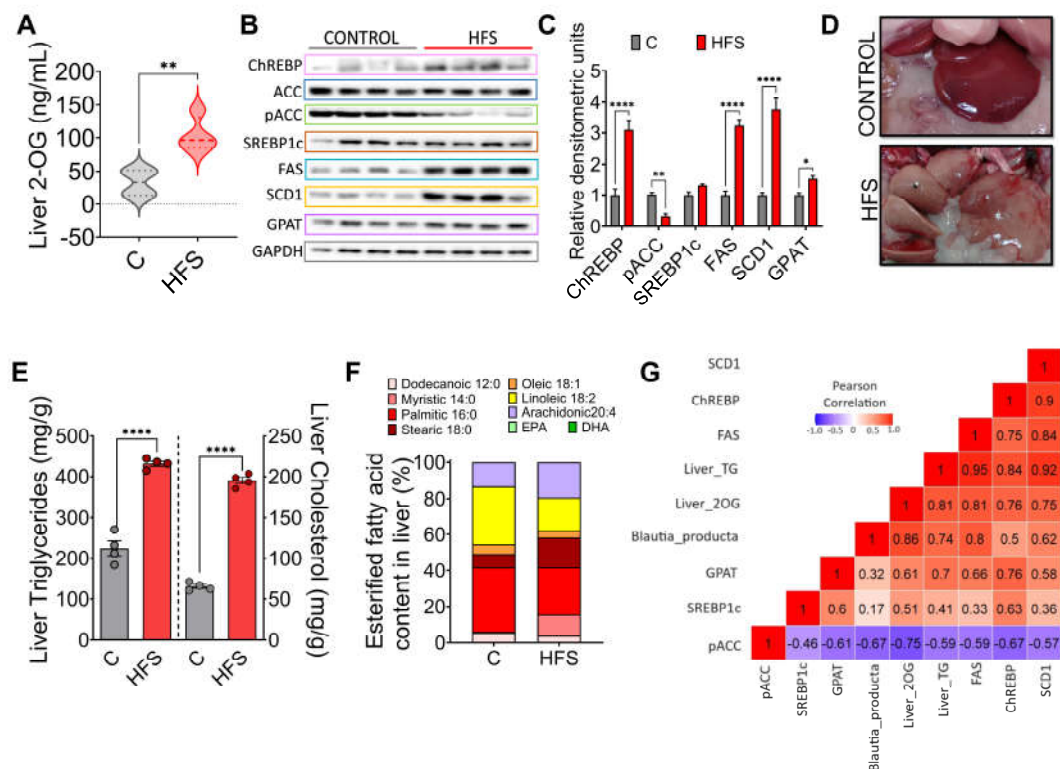 A
Liver 2-OG (ng/mL)
200
150
100
50
0
-50
**
C
HFS
B
CONTROL
HFS
ChREBP
ACC
pACC
SREBP1c
FAS
SCD1
GPAT
GAPDH
C
C
HFS
Relative densitometric units
5
4
3
2
1
0
****
**
****
****
*
ChREBP
pACC
SREBP1c
FAS
SCD1
GPAT
D
CONTROL
HFS
E
Liver Triglycerides (mg/g)
500
400
300
200
100
0
****
****
250
200
150
100
50
0
Liver Cholesterol (mg/g)
C
HFS
C
HFS
F
Dodecanoic 12:0
Oleic 18:1
Myristic 14:0
Linoleic 18:2
Palmitic 16:0
Arachidonic20:4
Stearic 18:0
EPA
DHA
Esterified fatty acid
content in liver (%)
100
80
60
40
20
0
C
HFS
G
Pearson
Correlation
-1.0 -0.5 0 0.5 1.0
SCD1 1
ChREBP 1 0.9
FAS 1 0.75 0.84
Liver_TG 1 0.95 0.84 0.92
Liver_2OG 1 0.81 0.81 0.76 0.75
Blautia_producta 1 0.86 0.74 0.8 0.5 0.62
GPAT 1 0.32 0.61 0.7 0.66 0.76 0.58
SREBP1c 1 0.6 0.17 0.51 0.41 0.33 0.63 0.36
pACC 1 -0.46 -0.61 -0.67 -0.75 -0.59 -0.59 -0.67 -0.57
pACC
SREBP1c
GPAT
Blautia_producta
Liver_2OG
Liver_TG
FAS
ChREBP
SCD1